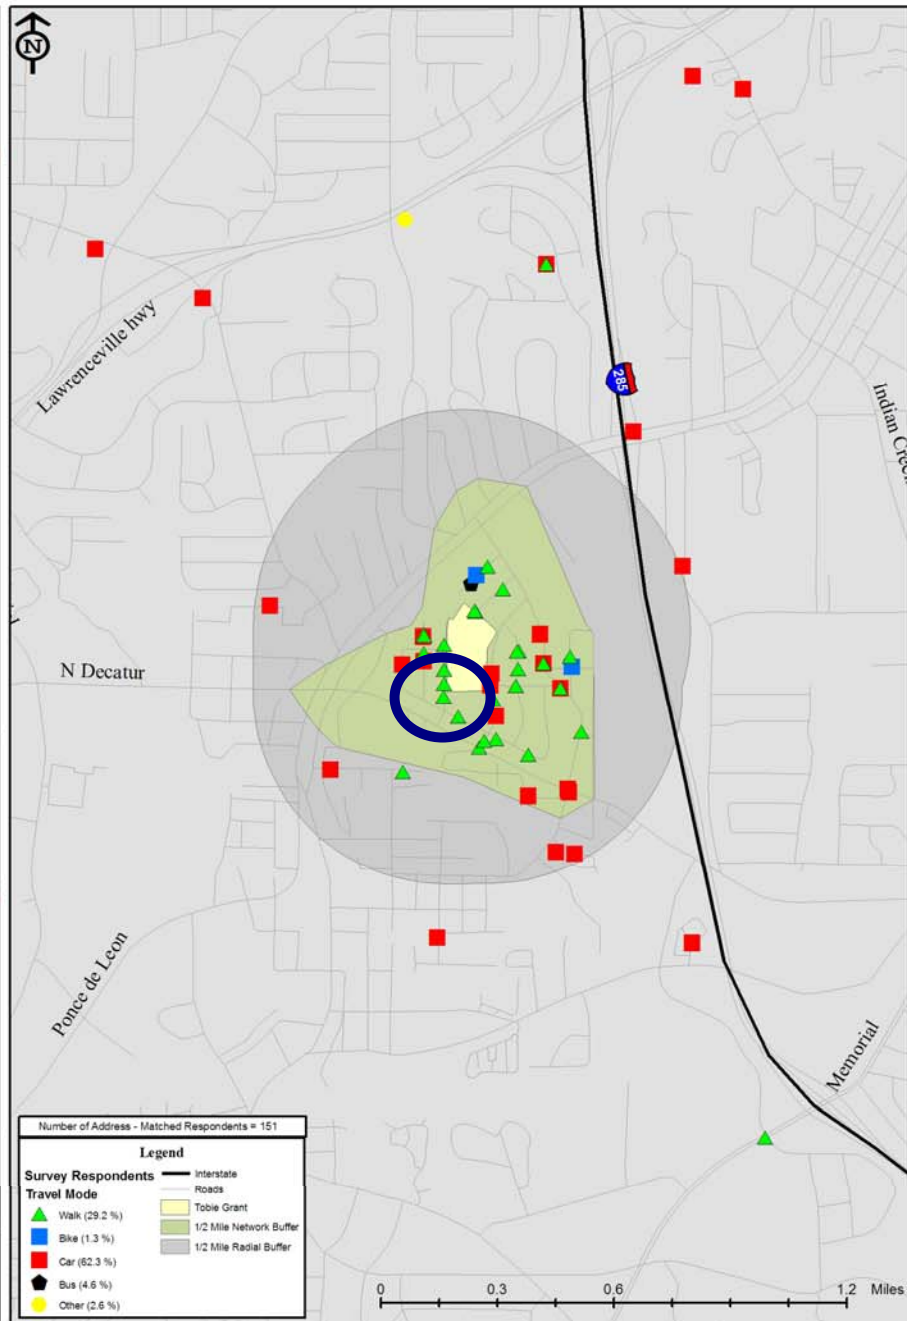 N
Lawrenceville hwy
285
N Decatur
Ponce de Leon
Memorial
Number of Address - Matched Respondents = 151
Legend
Survey Respondents
Travel Mode
Walk (29.2 %)
Bike (1.3 %)
Car (62.3 %)
Bus (4.6 %)
Other (2.6 %)
Interstate
Roads
Tobie Grant
1/2 Mile Network Buffer
1/2 Mile Radial Buffer
0 0.3 0.6 1.2 Miles
Indian